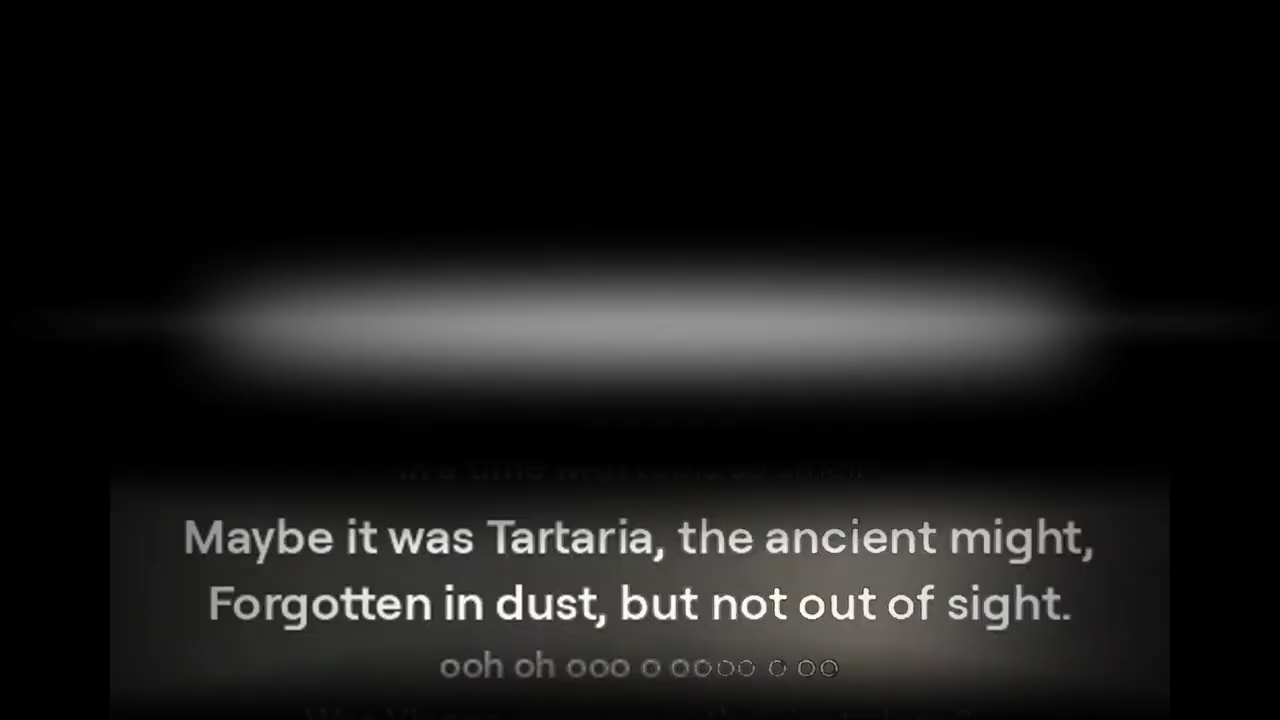 Maybe it was Tartaria, the ancient might,
Forgotten in dust, but not out of sight.
ooh oh ooo o oooo o oo